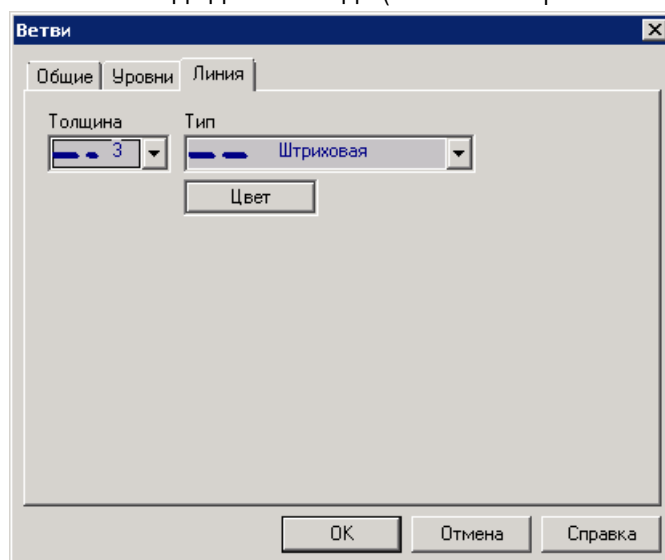 Ветви
Общие Уровни Линия
Толщина Тип
3 Штриховая
Цвет
OK Отмена Справка